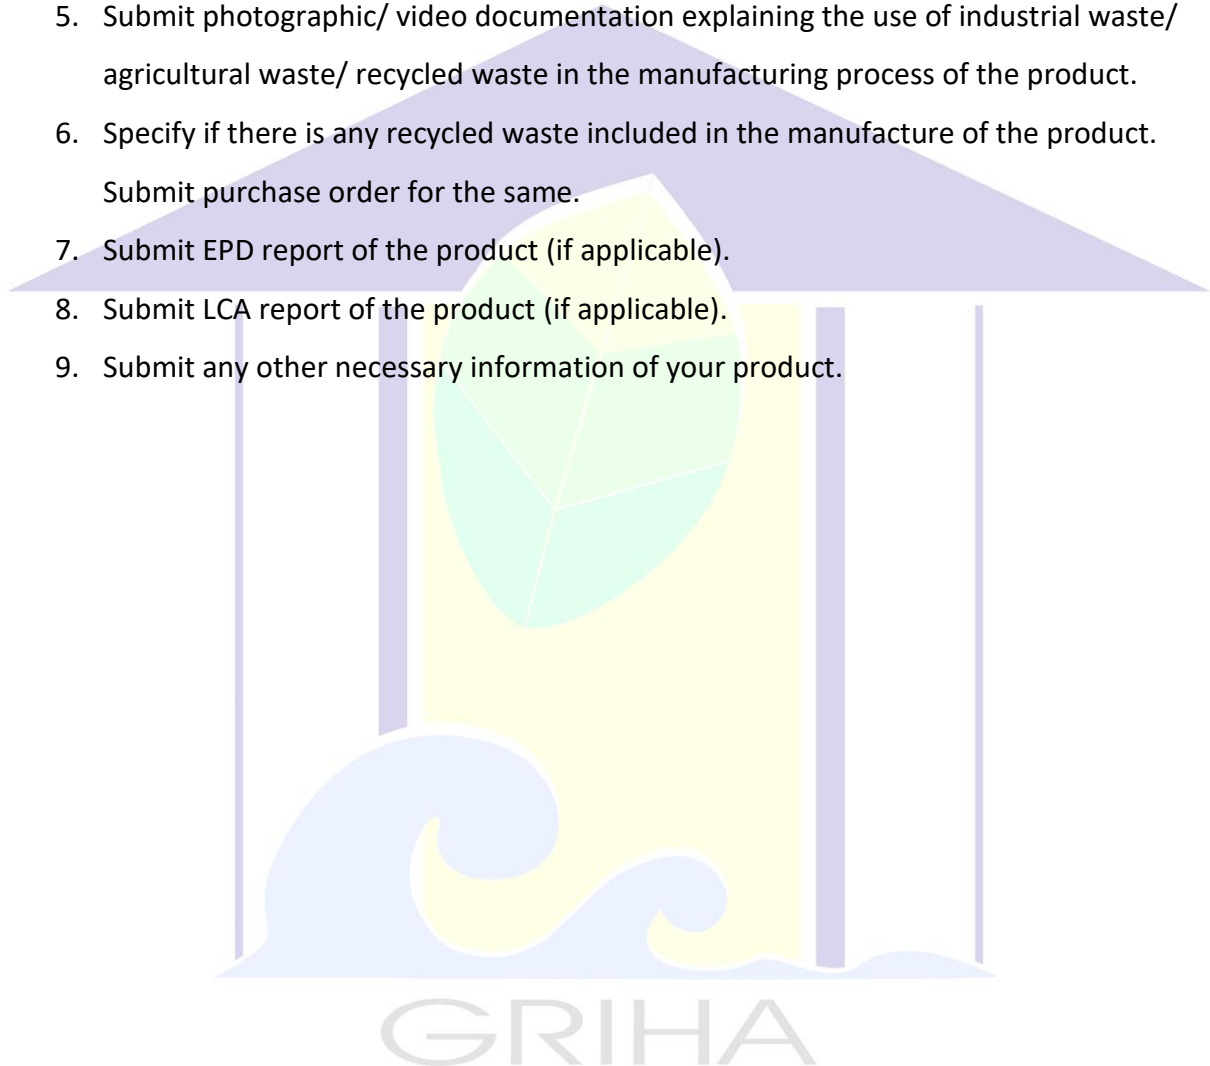 5. Submit photographic/ video documentation explaining the use of industrial waste/
agricultural waste/ recycled waste in the manufacturing process of the product.
6. Specify if there is any recycled waste included in the manufacture of the product.
Submit purchase order for the same.
7. Submit EPD report of the product (if applicable).
8. Submit LCA report of the product (if applicable).
9. Submit any other necessary information of your product.
GRIHA